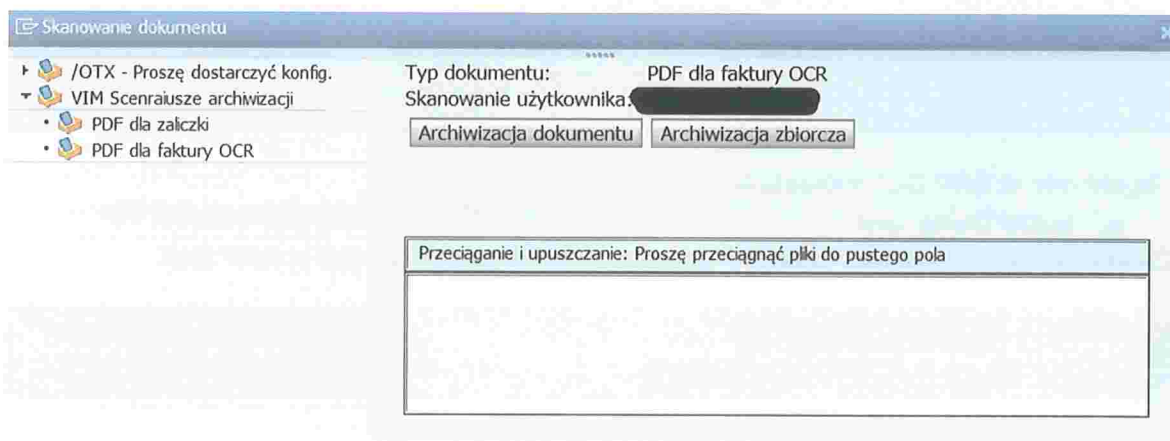 Skanowanie dokumentu
/OTX - Proszę dostarczyć konfig.
VIM Scenraiusze archiwizacji
PDF dla zaliczki
PDF dla faktury OCR
Typ dokumentu: PDF dla faktury OCR
Skanowanie użytkownika:
Archiwizacja dokumentu Archiwizacja zbiorcza
Przeciąganie i upuszczanie: Proszę przeciągnąć pliki do pustego pola